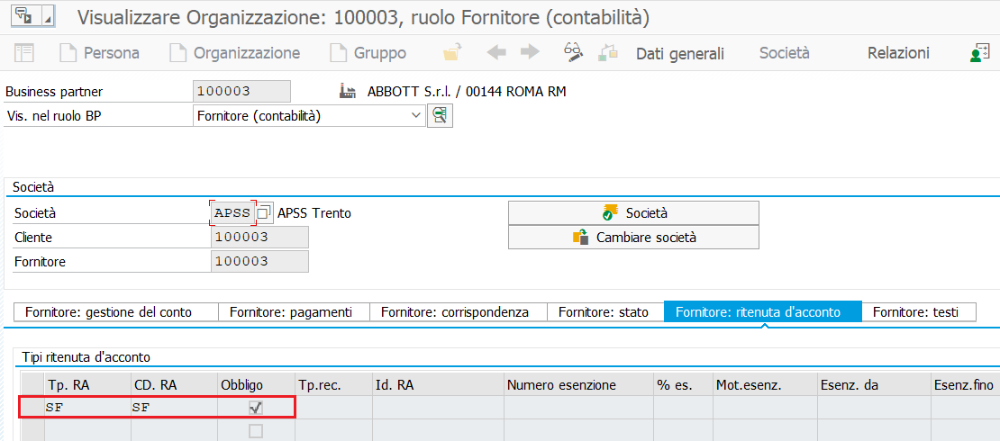 Visualizzare Organizzazione: 100003, ruolo Fornitore (contabilità)
Persona Organizzazione Gruppo Dati generali Società Relazioni
Business partner 100003 ABBOTT S.r.l. / 00144 ROMA RM
Vis. nel ruolo BP Fornitore (contabilità)
Società
Società APSS APSS Trento Società
Cliente 100003 Cambiare società
Fornitore 100003
Fornitore: gestione del conto Fornitore: pagamenti Fornitore: corrispondenza Fornitore: stato Fornitore: ritenuta d'acconto Fornitore: testi
Tipi ritenuta d'acconto
Tp. RA CD. RA Obbligo Tp.rec. Id. RA Numero esenzione % es. Mot.esenz. Esenz. da Esenz.fino
SF SF